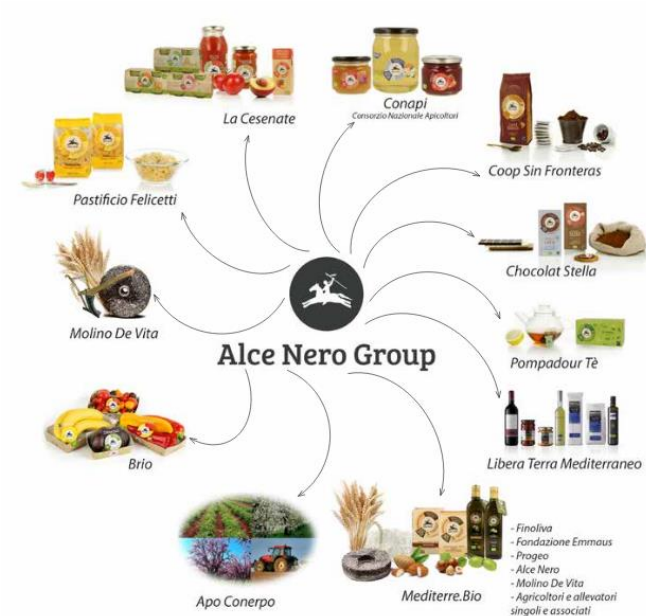 La Cesenate
Conapi
Consorzio Nazionale Apicoltori
Coop Sin Fronteras
Pastificio Felicetti
Chocolat Stella
Molino De Vita
Alce Nero Group
Pompadour Tè
Libera Terra Mediterraneo
Brio
Apo Conerpo
Mediterre.Bio
- Finoliva
- Fondazione Emmaus
- Progeo
- Alce Nero
- Molino De Vita
- Agricoltori e allevatori
singoli e associati